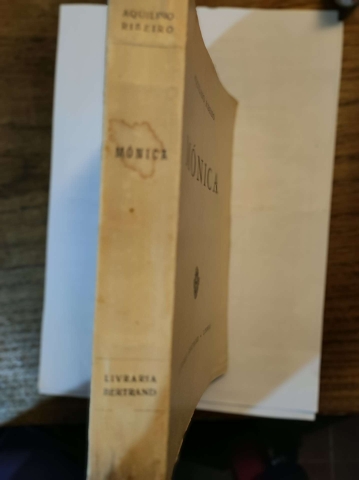 AQUILINO
RIBEIRO
MÓNICA
LIVRARIA
BERTRAND
MÓNICA